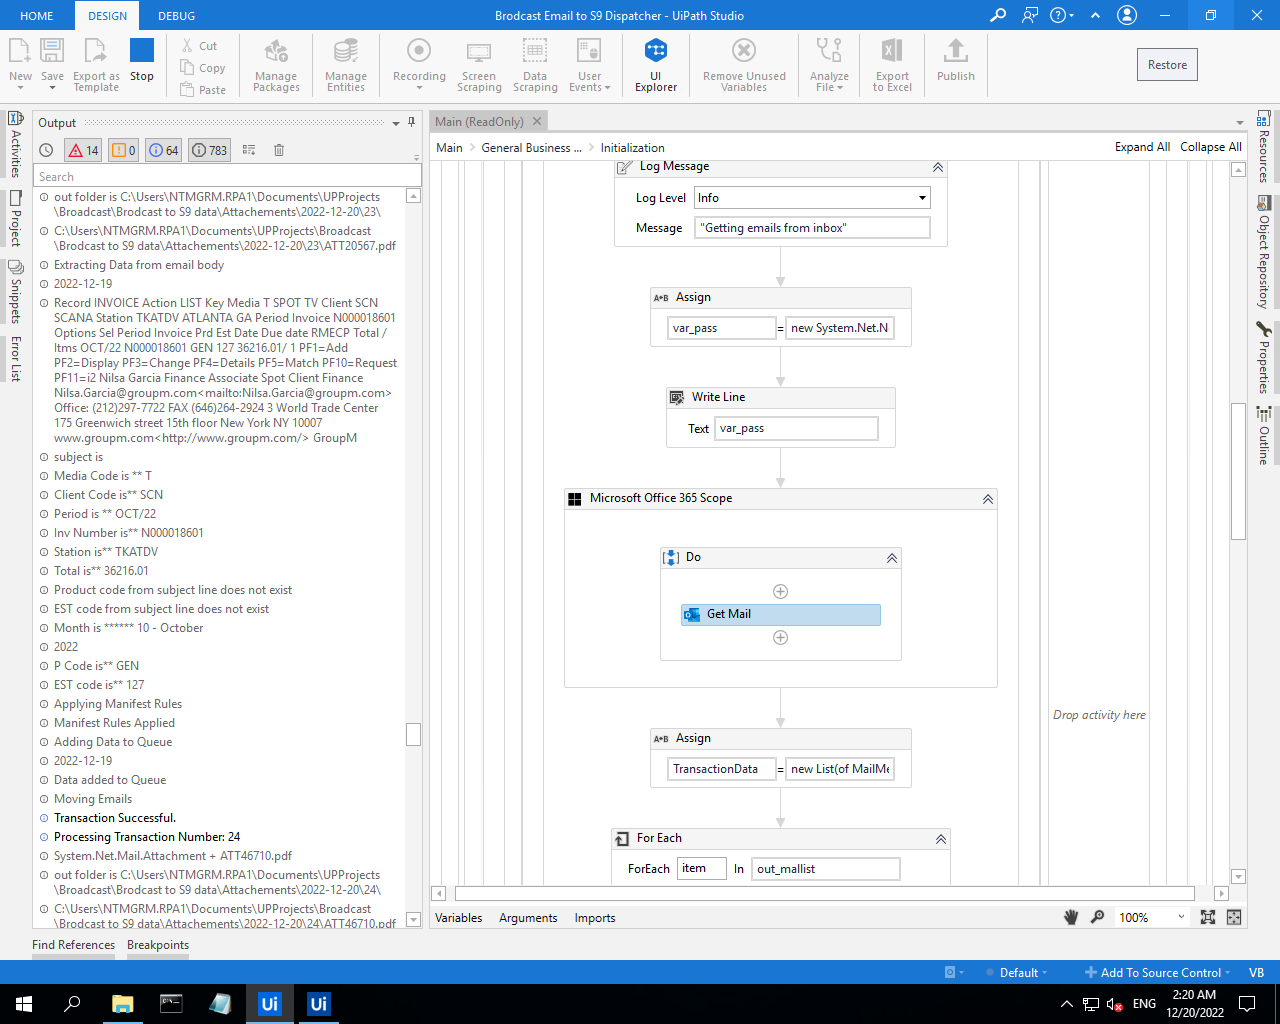 HOME DESIGN DEBUG Brodcast Email to S9 Dispatcher - UiPath Studio
New Save Export as Template Stop
Cut
Copy
Paste
Manage Packages
Manage Entities
Recording
Screen Scraping
Data Scraping
User Events
UI Explorer
Remove Unused Variables
Analyze File
Export to Excel
Publish
Restore
Activities
Project
Snippets
Error List
Output
14 0 64 783
Search
out folder is C:\Users\NTMGRM.RPA1\Documents\UPProjects
\Broadcast\Brodcast to S9 data\Attachements\2022-12-20\23\
C:\Users\NTMGRM.RPA1\Documents\UPProjects\Broadcast
\Brodcast to S9 data\Attachements\2022-12-20\23\ATT20567.pdf
Extracting Data from email body
2022-12-19
Record INVOICE Action LIST Key Media T SPOT TV Client SCN
SCANA Station TKATDV ATLANTA GA Period Invoice N000018601
Options Sel Period Invoice Prd Est Date Due date RMECP Total /
Itms OCT/22 N000018601 GEN 127 36216.01/ 1 PF1=Add
PF2=Display PF3=Change PF4=Details PF5=Match PF10=Request
PF11=i2 Nilsa Garcia Finance Associate Spot Client Finance
Nilsa.Garcia@groupm.com<mailto:Nilsa.Garcia@groupm.com>
Office: (212)297-7722 FAX (646)264-2924 3 World Trade Center
175 Greenwich street 15th floor New York NY 10007
www.groupm.com<http://www.groupm.com/> GroupM
subject is
Media Code is ** T
Client Code is** SCN
Period is ** OCT/22
Inv Number is** N000018601
Station is** TKATDV
Total is** 36216.01
Product code from subject line does not exist
EST code from subject line does not exist
Month is ****** 10 - October
2022
P Code is** GEN
EST code is** 127
Applying Manifest Rules
Manifest Rules Applied
Adding Data to Queue
2022-12-19
Data added to Queue
Moving Emails
Transaction Successful.
Processing Transaction Number: 24
System.Net.Mail.Attachment + ATT46710.pdf
out folder is C:\Users\NTMGRM.RPA1\Documents\UPProjects
\Broadcast\Brodcast to S9 data\Attachements\2022-12-20\24\
C:\Users\NTMGRM.RPA1\Documents\UPProjects\Broadcast
\Brodcast to S9 data\Attachements\2022-12-20\24\ATT46710.pdf
Find References Breakpoints
Main (ReadOnly)
Main General Business ... Initialization Expand All Collapse All
Log Message
Log Level Info
Message "Getting emails from inbox"
A+B Assign
var_pass = new System.Net.N
Write Line
Text var_pass
Microsoft Office 365 Scope
Do
Get Mail
Drop activity here
A+B Assign
TransactionData = new List(of MailMe
For Each
ForEach item In out_mallist
Variables Arguments Imports 100%
Resources
Object Repository
Properties
Outline
Default Add To Source Control VB
Ui Ui ENG 2:20 AM
12/20/2022